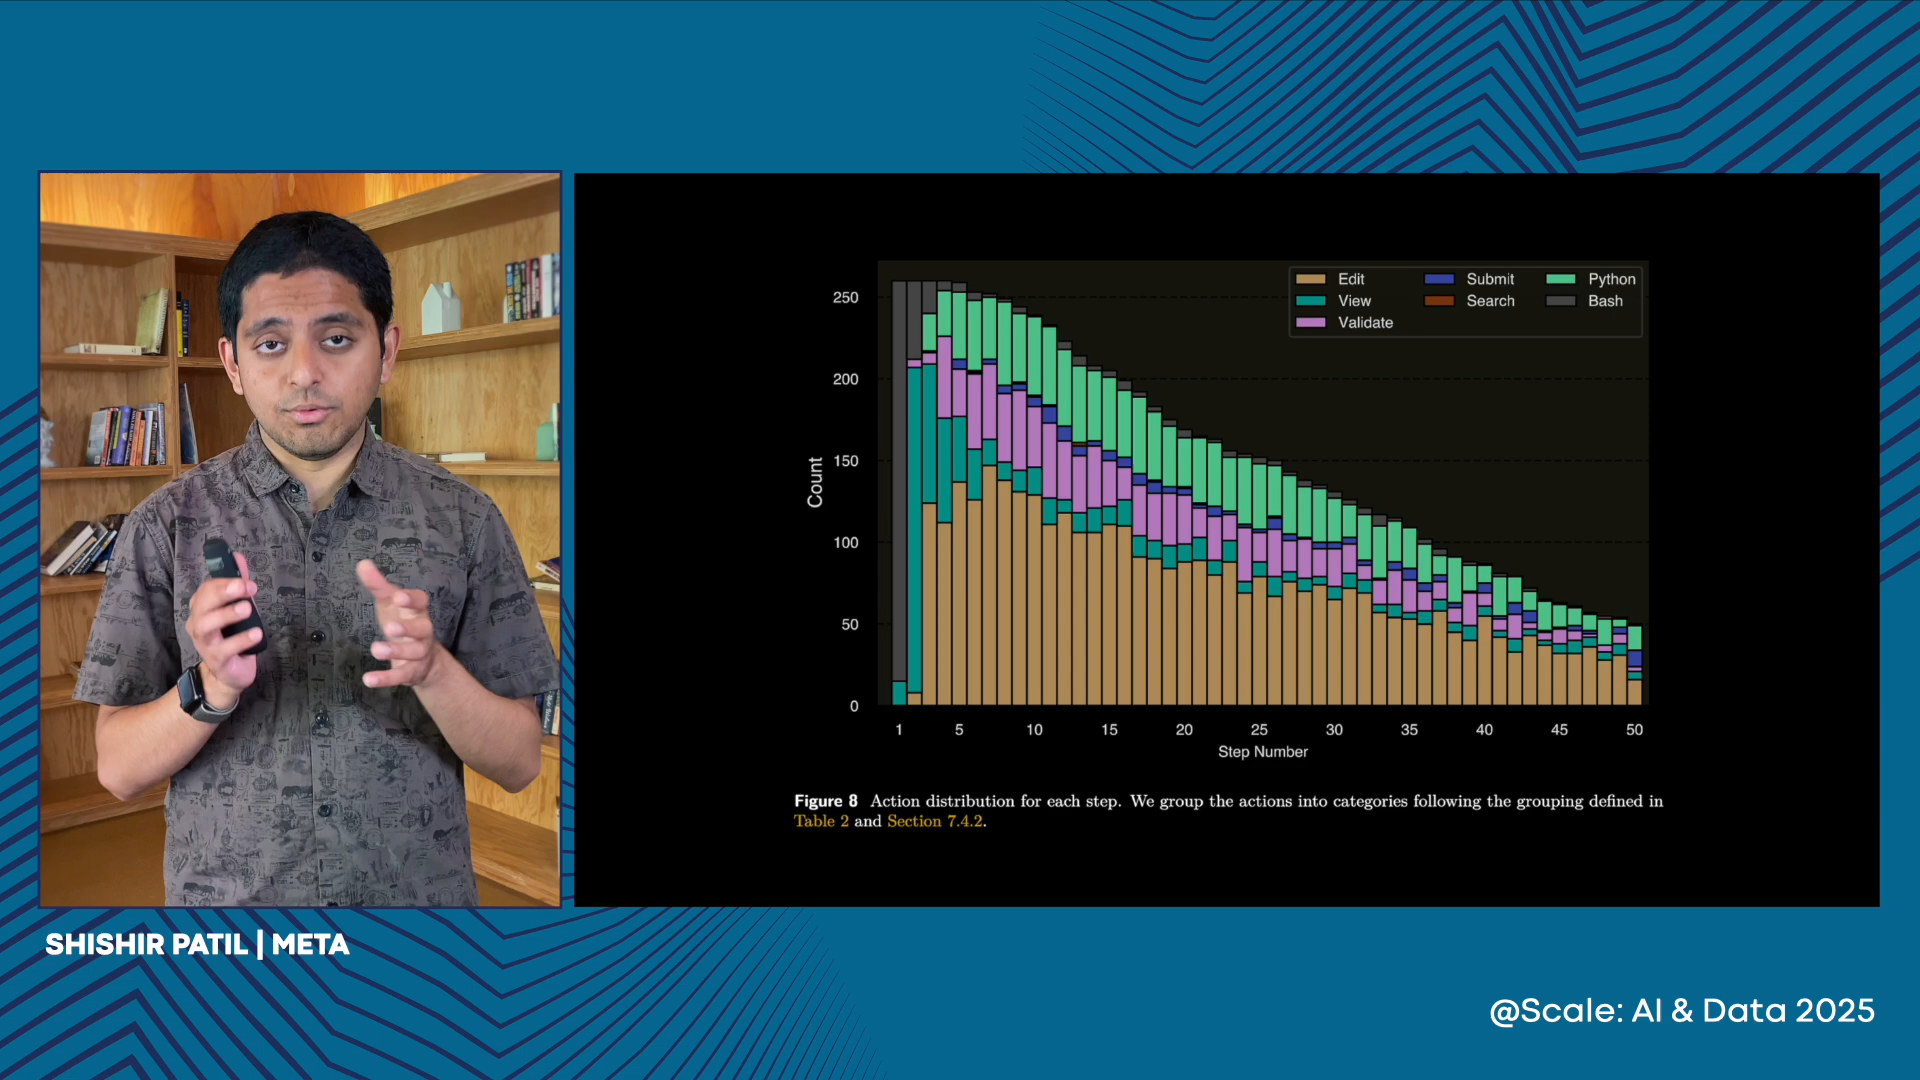 250
200
150
100
50
0
Count
Edit
View
Validate
Submit
Search
Python
Bash
1 5 10 15 20 25 30 35 40 45 50
Step Number
Figure 8 Action distribution for each step. We group the actions into categories following the grouping defined in
Table 2 and Section 7.4.2.
SHISHIR PATIL | META
@Scale: AI & Data 2025